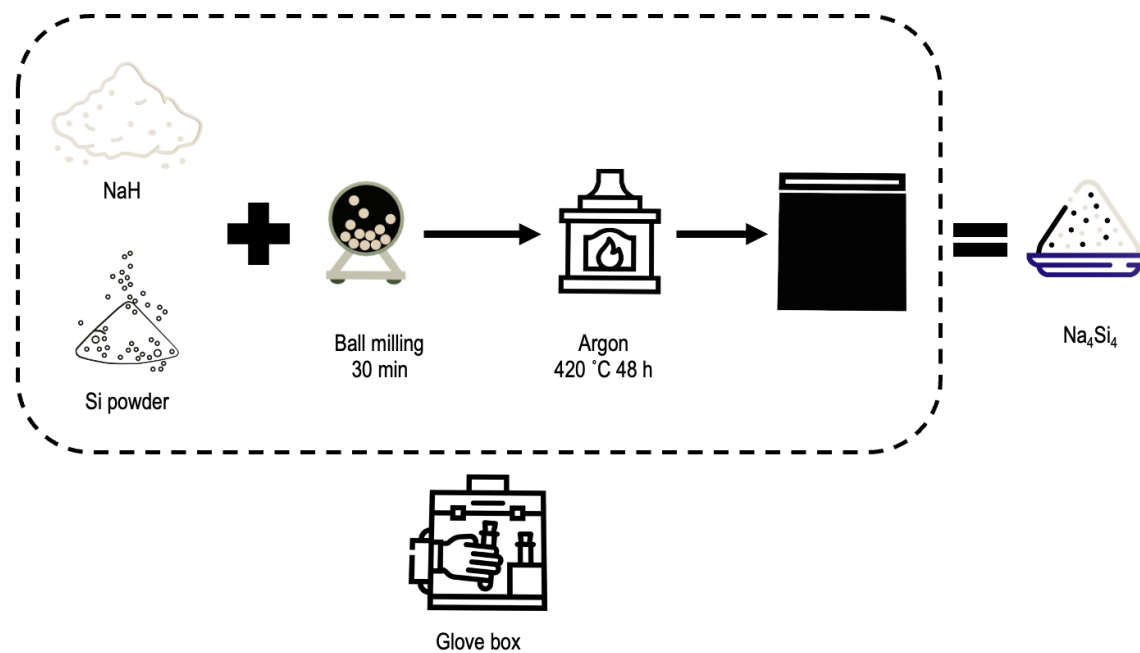 NaH
Si powder
Ball milling
30 min
Argon
420 ˚C 48 h
Na₄Si₄
Glove box